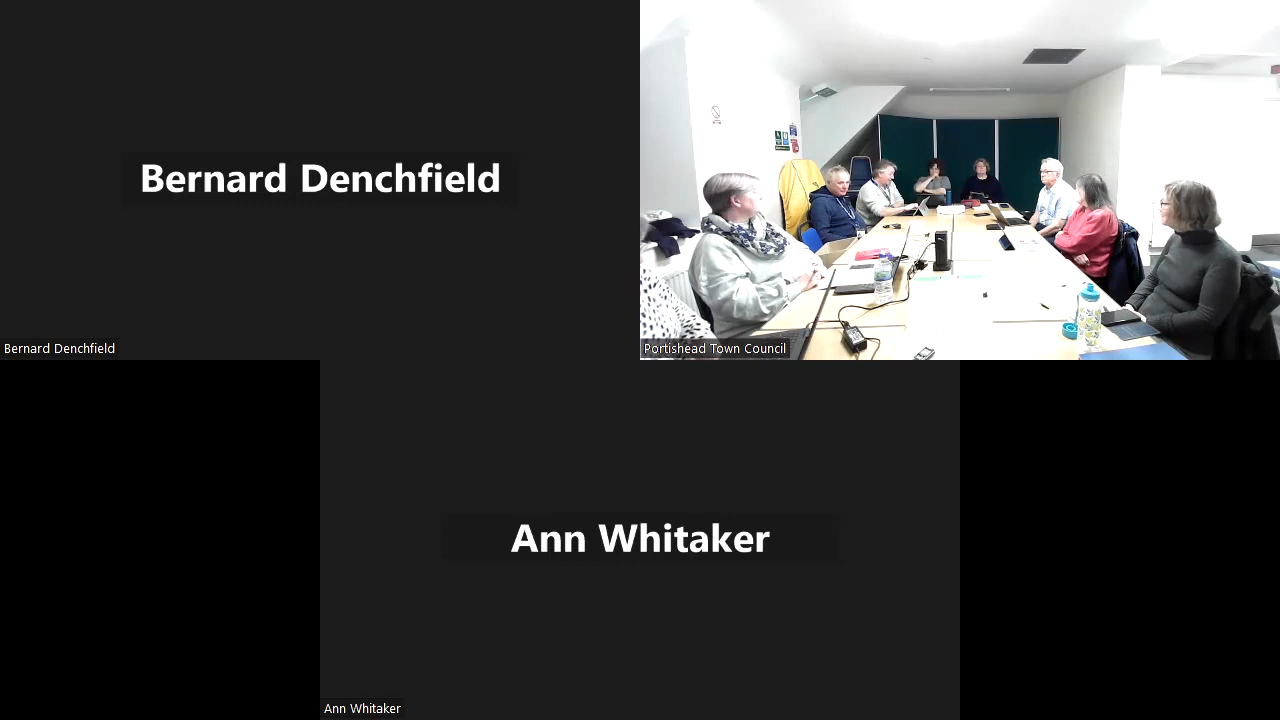 Bernard Denchfield
Bernard Denchfield
Portishead Town Council
Ann Whitaker
Ann Whitaker